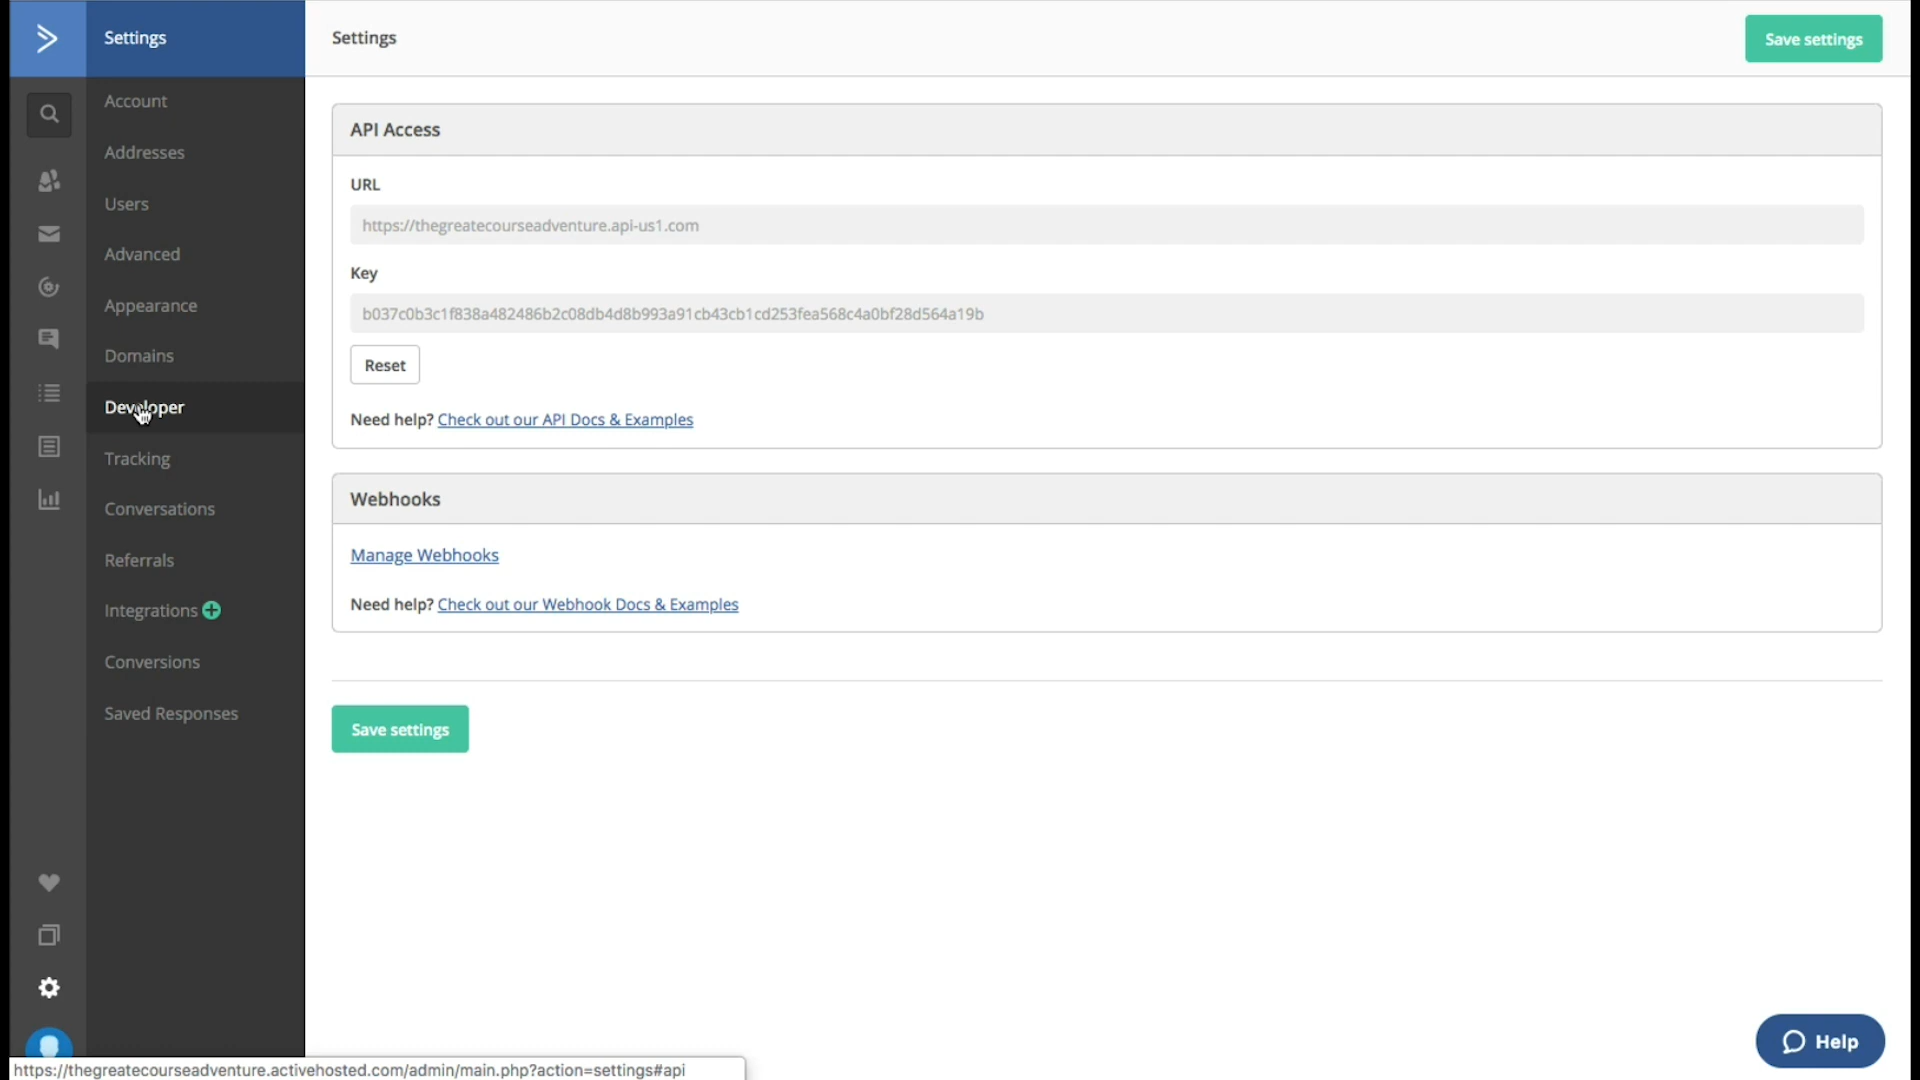 Settings
Settings
Save settings
Account
Addresses
Users
Advanced
Appearance
Domains
Developer
Tracking
Conversations
Referrals
Integrations
Conversions
Saved Responses
API Access
URL
https://thegreatecourseadventure.api-us1.com
Key
b037c0b3c1f838a482486b2c08db4d8b993a91cb43cb1cd253fea568c4a0bf28d564a19b
Reset
Need help? Check out our API Docs & Examples
Webhooks
Manage Webhooks
Need help? Check out our Webhook Docs & Examples
Save settings
Help
https://thegreatecourseadventure.activehosted.com/admin/main.php?action=settings#api